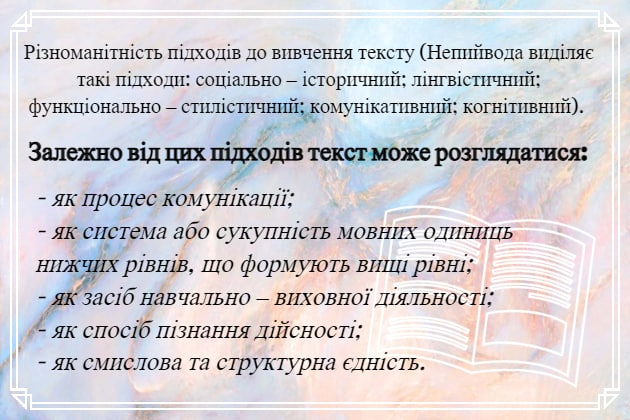 Різноманітність підходів до вивчення тексту (Непийвода виділяє
такі підходи: соціально – історичний; лінгвістичний;
функціонально – стилістичний; комунікативний; когнітивний).
Залежно від цих підходів текст може розглядатися:
- як процес комунікації;
- як система або сукупність мовних одиниць
нижчих рівнів, що формують вищі рівні;
- як засіб навчально – виховної діяльності;
- як спосіб пізнання дійсності;
- як смислова та структурна єдність.